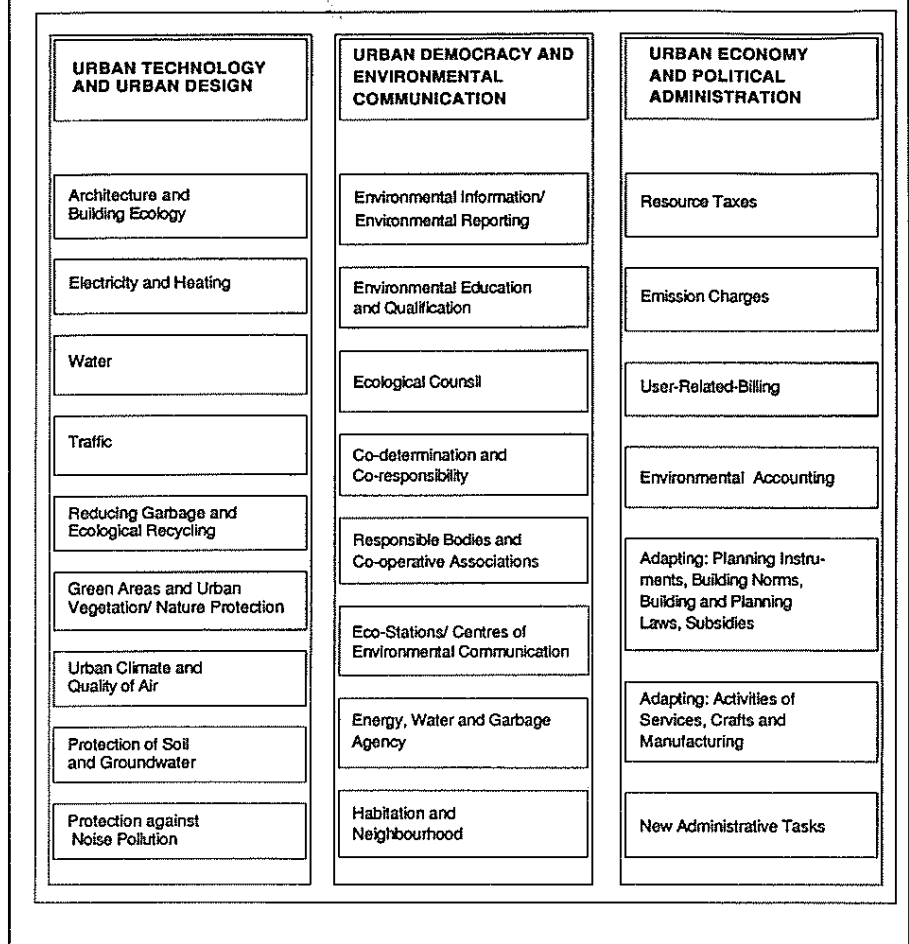 URBAN TECHNOLOGY
AND URBAN DESIGN
Architecture and
Building Ecology
Electricity and Heating
Water
Traffic
Reducing Garbage and
Ecological Recycling
Green Areas and Urban
Vegetation/ Nature Protection
Urban Climate and
Quality of Air
Protection of Soil
and Groundwater
Protection against
Noise Pollution
URBAN DEMOCRACY AND
ENVIRONMENTAL
COMMUNICATION
Environmental Information/
Environmental Reporting
Environmental Education
and Qualification
Ecological Counsil
Co-determination and
Co-responsibility
Responsible Bodies and
Co-operative Associations
Eco-Stations/ Centres of
Environmental Communication
Energy, Water and Garbage
Agency
Habitation and
Neighbourhood
URBAN ECONOMY
AND POLITICAL
ADMINISTRATION
Resource Taxes
Emission Charges
User-Related-Billing
Environmental Accounting
Adapting: Planning Instru-
ments, Building Norms,
Building and Planning
Laws, Subsidies
Adapting: Activities of
Services, Crafts and
Manufacturing
New Administrative Tasks